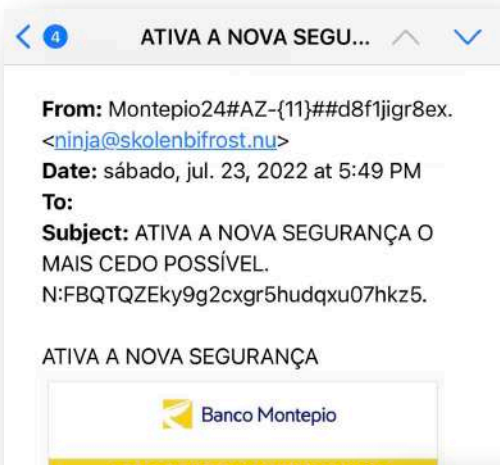 4 ATIVA A NOVA SEGU...
From: Montepio24#AZ-{11}##d8f1jigr8ex.
<ninja@skolenbifrost.nu>
Date: sábado, jul. 23, 2022 at 5:49 PM
To:
Subject: ATIVA A NOVA SEGURANÇA O
MAIS CEDO POSSÍVEL.
N:FBQTQZEky9g2cxgr5hudqxu07hkz5.
ATIVA A NOVA SEGURANÇA
Banco Montepio